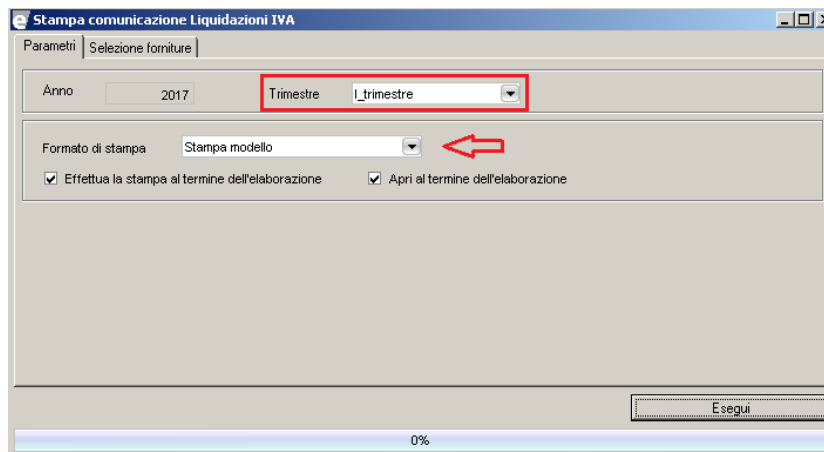 Stampa comunicazione Liquidazioni IVA
Parametri Selezione forniture
Anno 2017 Trimestre I_trimestre
Formato di stampa Stampa modello
Effettua la stampa al termine dell'elaborazione Apri al termine dell'elaborazione
Esegui
0%